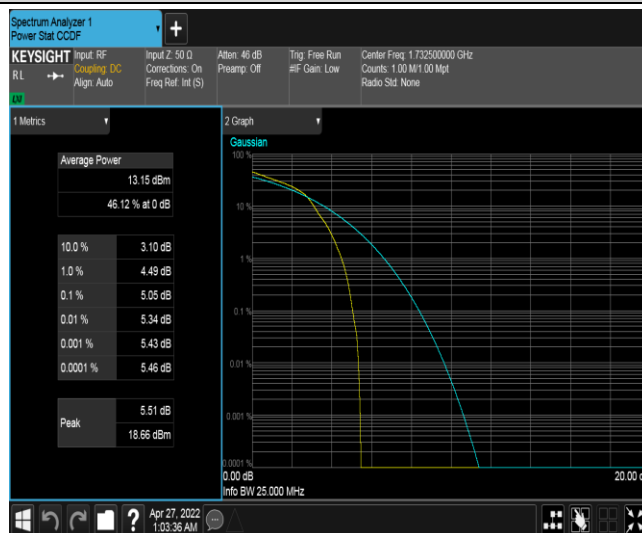 Spectrum Analyzer 1
Power Stat CCDF
+
KEYSIGHT
RL
LXI
Input: RF
Coupling: DC
Align: Auto
Input Z: 50 Ω
Corrections: On
Freq Ref: Int (S)
Atten: 46 dB
Preamp: Off
Trig: Free Run
#IF Gain: Low
Center Freq: 1.732500000 GHz
Counts: 1.00 M/1.00 Mpt
Radio Std: None
1 Metrics
Average Power
13.15 dBm
46.12 % at 0 dB
10.0 % 3.10 dB
1.0 % 4.49 dB
0.1 % 5.05 dB
0.01 % 5.34 dB
0.001 % 5.43 dB
0.0001 % 5.46 dB
Peak
5.51 dB
18.66 dBm
2 Graph
Gaussian
100 %
10 %
1 %
0.1 %
0.01 %
0.001 %
0.0001 %
0.00 dB
20.00
Info BW 25.000 MHz
?
Apr 27, 2022
1:03:36 AM